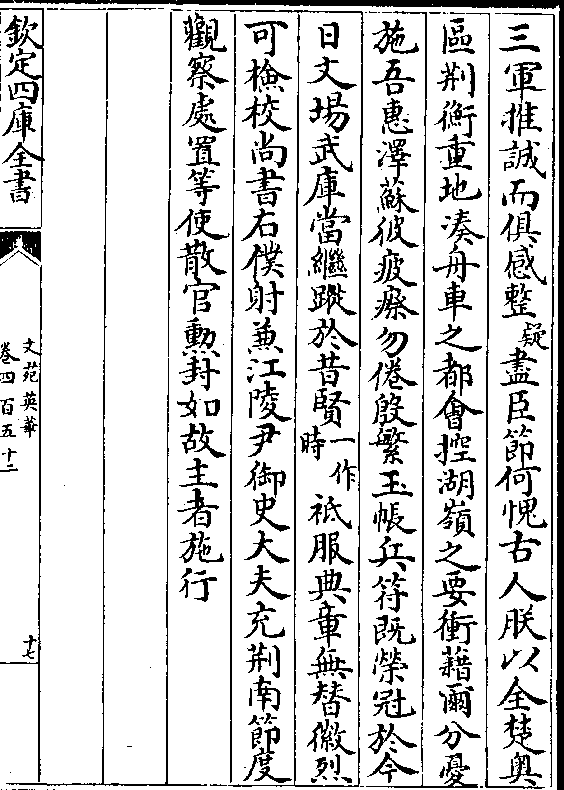 三軍推誠而俱感整疑盡臣節何愧古人朕以全楚奥
區荆衡重地湊舟車之都會控湖嶺之要衝藉爾分憂
施吾惠澤蘇彼疲瘵勿倦殷繁玉帳兵符既榮冠於今
日文場武庫當繼蹤於昔賢一作時祗服典章無替徽烈
可檢校尚書右僕射兼江陵尹御史大夫充荆南節度
觀察處置等使散官勲封如故主者施行
欽定四庫全書
文苑英華
卷四百五十二
十七